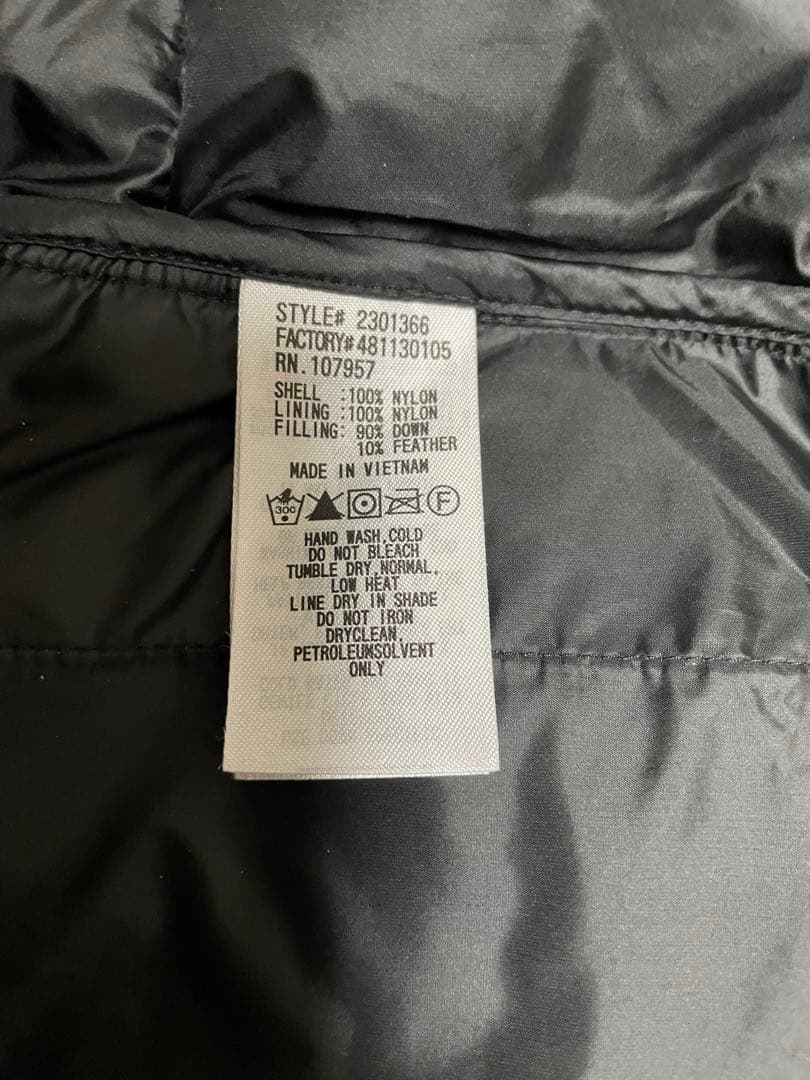 STYLE# 2301366
FACTORY#481130105
RN.107957
SHELL :100% NYLON
LINING :100% NYLON
FILLING: 90% DOWN
10% FEATHER
MADE IN VIETNAM
30C F
HAND WASH,COLD
DO NOT BLEACH
TUMBLE DRY,NORMAL,
LOW HEAT
LINE DRY IN SHADE
DO NOT IRON
DRYCLEAN,
PETROLEUMSOLVENT
ONLY